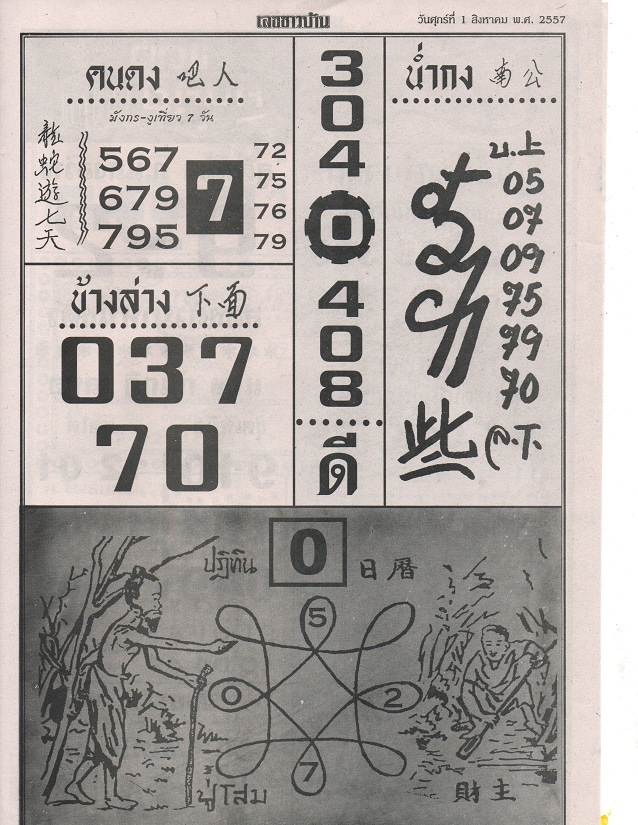 เลขชาวบ้าน
วันศุกร์ที่ 1 สิงหาคม พ.ศ. 2557
คนดง 吧人
มังกร-งูเที่ยว 7 วัน
龍蛇遊七天
567
679
795
7
72
75
76
79
ข้างล่าง 下面
037
70
3
0
4
0
4
0
8
ดี
น่ำกง 南公
บ.上
05
07
09
75
79
70
ล.下
些
ปฏิทิน 0 日曆
5
0
2
7
ปู่โสม
財主